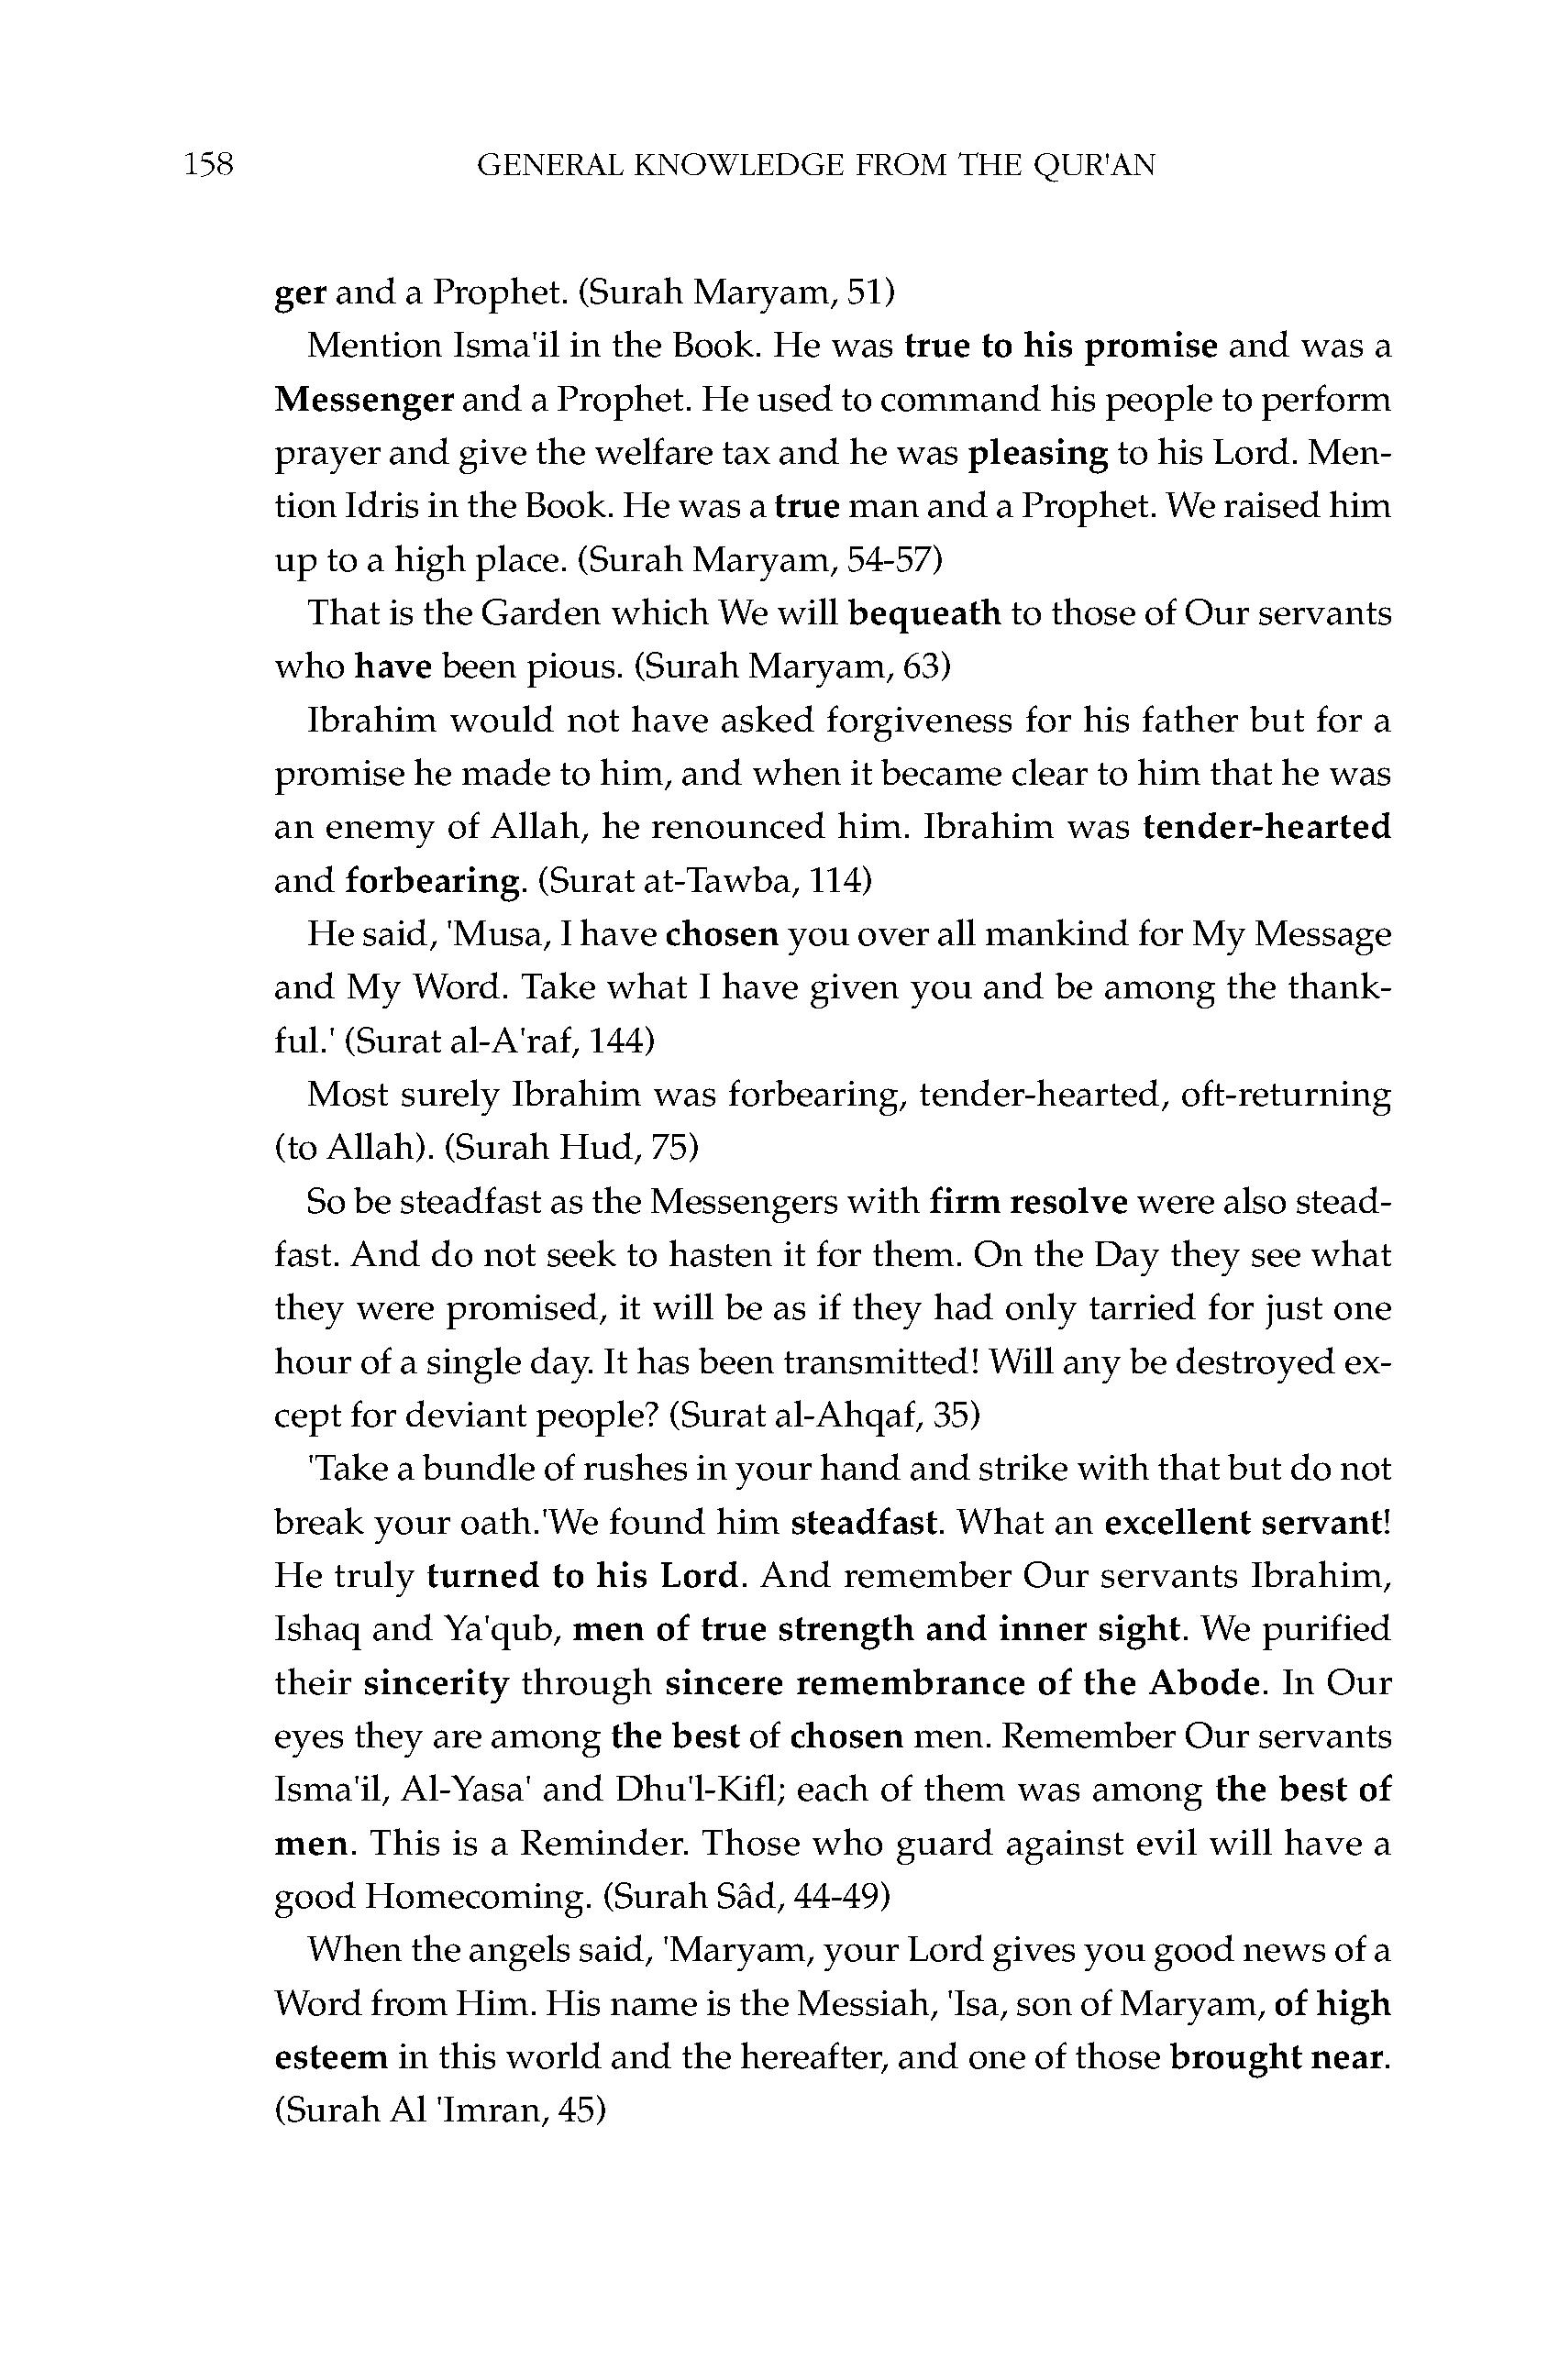 158 GENERAL KNOWLEDGE FROM THE QUR'AN
ger and a Prophet. (Surah Maryam, 51)
Mention Isma'il in the Book. He was true to his promise and was a
Messenger and a Prophet. He used to command his people to perform
prayer and give the welfare tax and he was pleasing to his Lord. Men-
tion Idris in the Book. He was a true man and a Prophet. We raised him
up to a high place. (Surah Maryam, 54-57)
That is the Garden which We will bequeath to those of Our servants
who have been pious. (Surah Maryam, 63)
Ibrahim would not have asked forgiveness for his father but for a
promise he made to him, and when it became clear to him that he was
an enemy of Allah, he renounced him. Ibrahim was tender-hearted
and forbearing. (Surat at-Tawba, 114)
He said, 'Musa, I have chosen you over all mankind for My Message
and My Word. Take what I have given you and be among the thank-
ful.' (Surat al-A'raf, 144)
Most surely Ibrahim was forbearing, tender-hearted, oft-returning
(to Allah). (Surah Hud, 75)
So be steadfast as the Messengers with firm resolve were also stead-
fast. And do not seek to hasten it for them. On the Day they see what
they were promised, it will be as if they had only tarried for just one
hour of a single day. It has been transmitted! Will any be destroyed ex-
cept for deviant people? (Surat al-Ahqaf, 35)
'Take a bundle of rushes in your hand and strike with that but do not
break your oath.'We found him steadfast. What an excellent servant!
He truly turned to his Lord. And remember Our servants Ibrahim,
Ishaq and Ya'qub, men of true strength and inner sight. We purified
their sincerity through sincere remembrance of the Abode. In Our
eyes they are among the best of chosen men. Remember Our servants
Isma'il, Al-Yasa' and Dhu'l-Kifl; each of them was among the best of
men. This is a Reminder. Those who guard against evil will have a
good Homecoming. (Surah Sâd, 44-49)
When the angels said, 'Maryam, your Lord gives you good news of a
Word from Him. His name is the Messiah, 'Isa, son of Maryam, of high
esteem in this world and the hereafter, and one of those brought near.
(Surah Al 'Imran, 45)